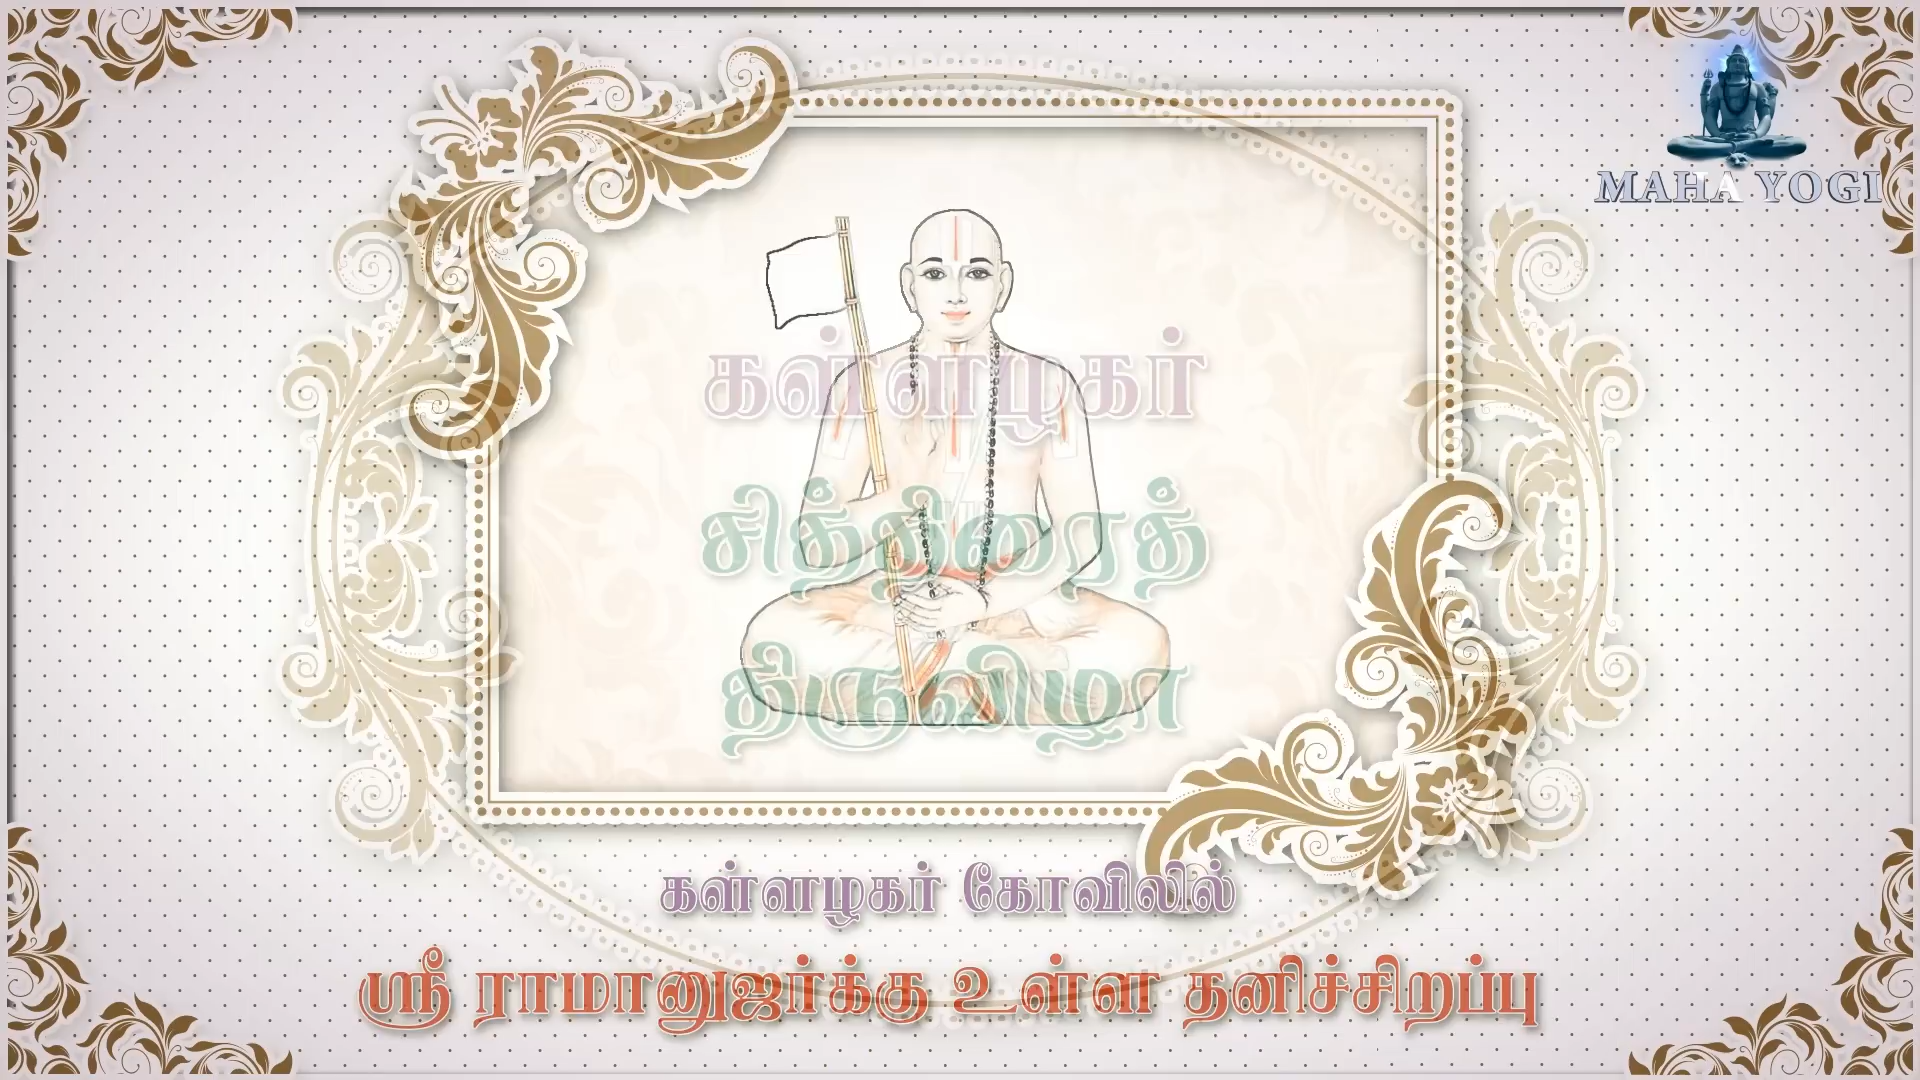 MAHA YOGI
கள்ளழகர்
சித்திரைத்
திருவிழா
கள்ளழகர் கோவிலில்
ஸ்ரீ ராமானுஜர்க்கு உள்ள தனிச்சிறப்பு